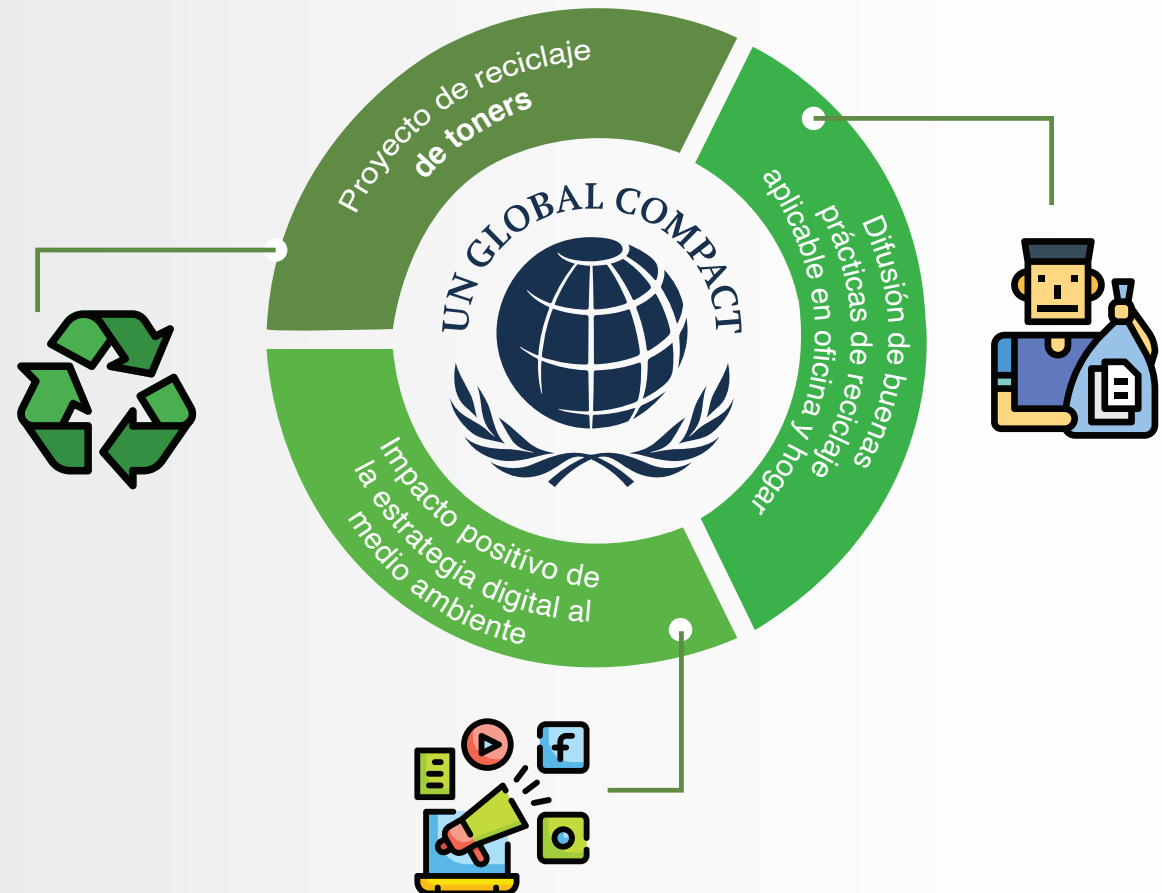 Proyecto de reciclaje
de toners
Difusión de buenas
prácticas de reciclaje
aplicable en oficina y hogar
Impacto positívo de
la estrategia digital al
medio ambiente
UN GLOBAL COMPACT
f